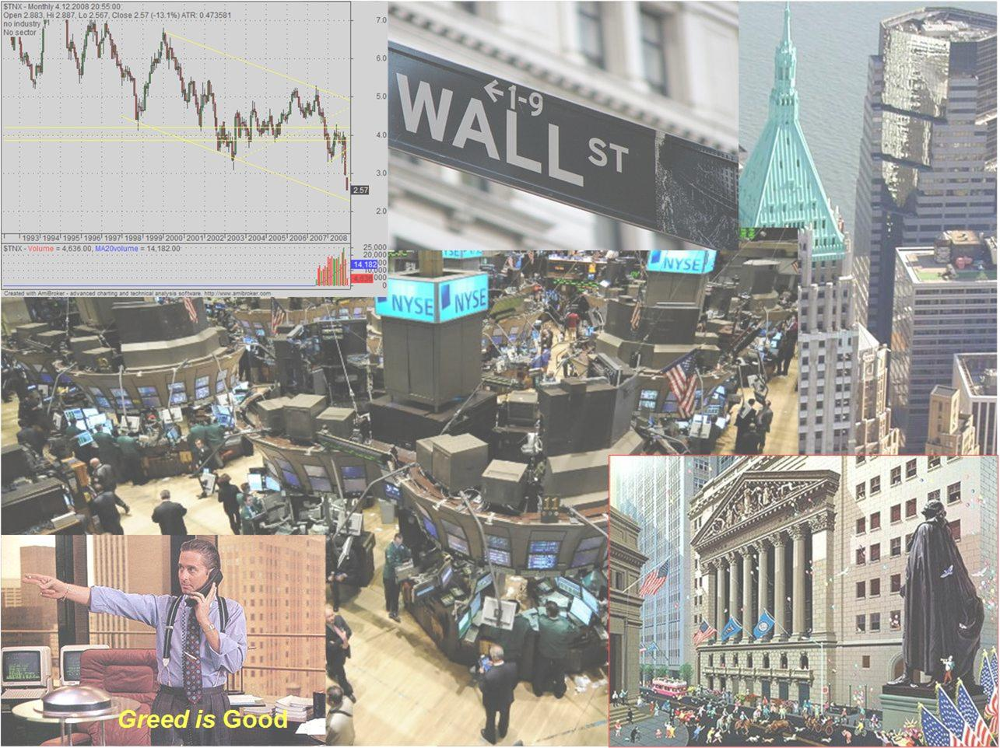 $TNX - Monthly 4.12.2008 20:55:00
Open 2.883, Hi 2.887, Lo 2.567, Close 2.57 (-13.1%) ATR: 0.473581
no industry
No sector
7.0
6.0
5.0
4.0
3.0
2.57
2.0
1993 1994 1995 1996 1997 1998 1999 2000 2001 2002 2003 2004 2005 2006 2007 2008
$TNX - Volume = 4,636.00, MA20volume = 14,182.00
25,000
20,000
14,182
10,000
4,636
0
Created with AmiBroker - advanced charting and technical analysis software. http://www.amibroker.com
←1-9
WALL ST
NYSE
NYSE
NYSE
Greed is Good